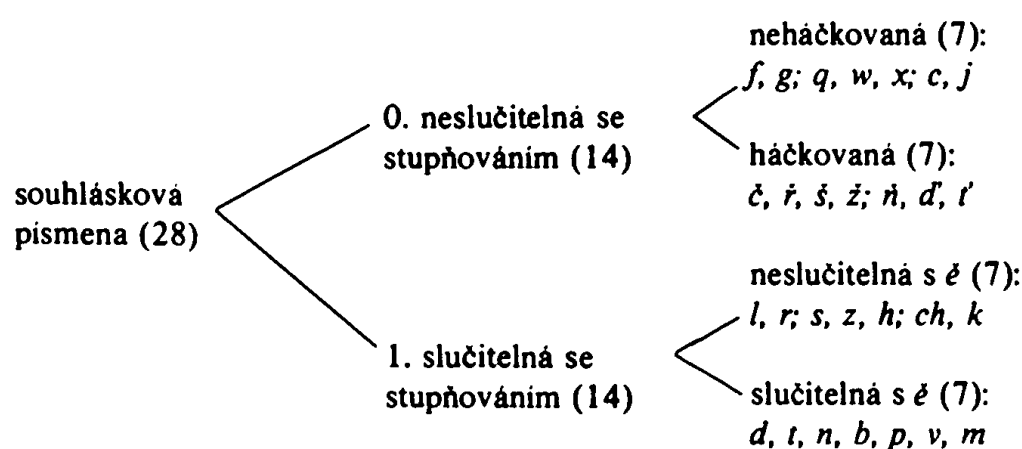 souhlásková
písmena (28)
0. neslučitelná se
stupňováním (14)
neháčkovaná (7):
f, g; q, w, x; c, j
háčkovaná (7):
č, ř, š, ž; ň, ď, ť
1. slučitelná se
stupňováním (14)
neslučitelná s ě (7):
l, r; s, z, h; ch, k
slučitelná s ě (7):
d, t, n, b, p, v, m